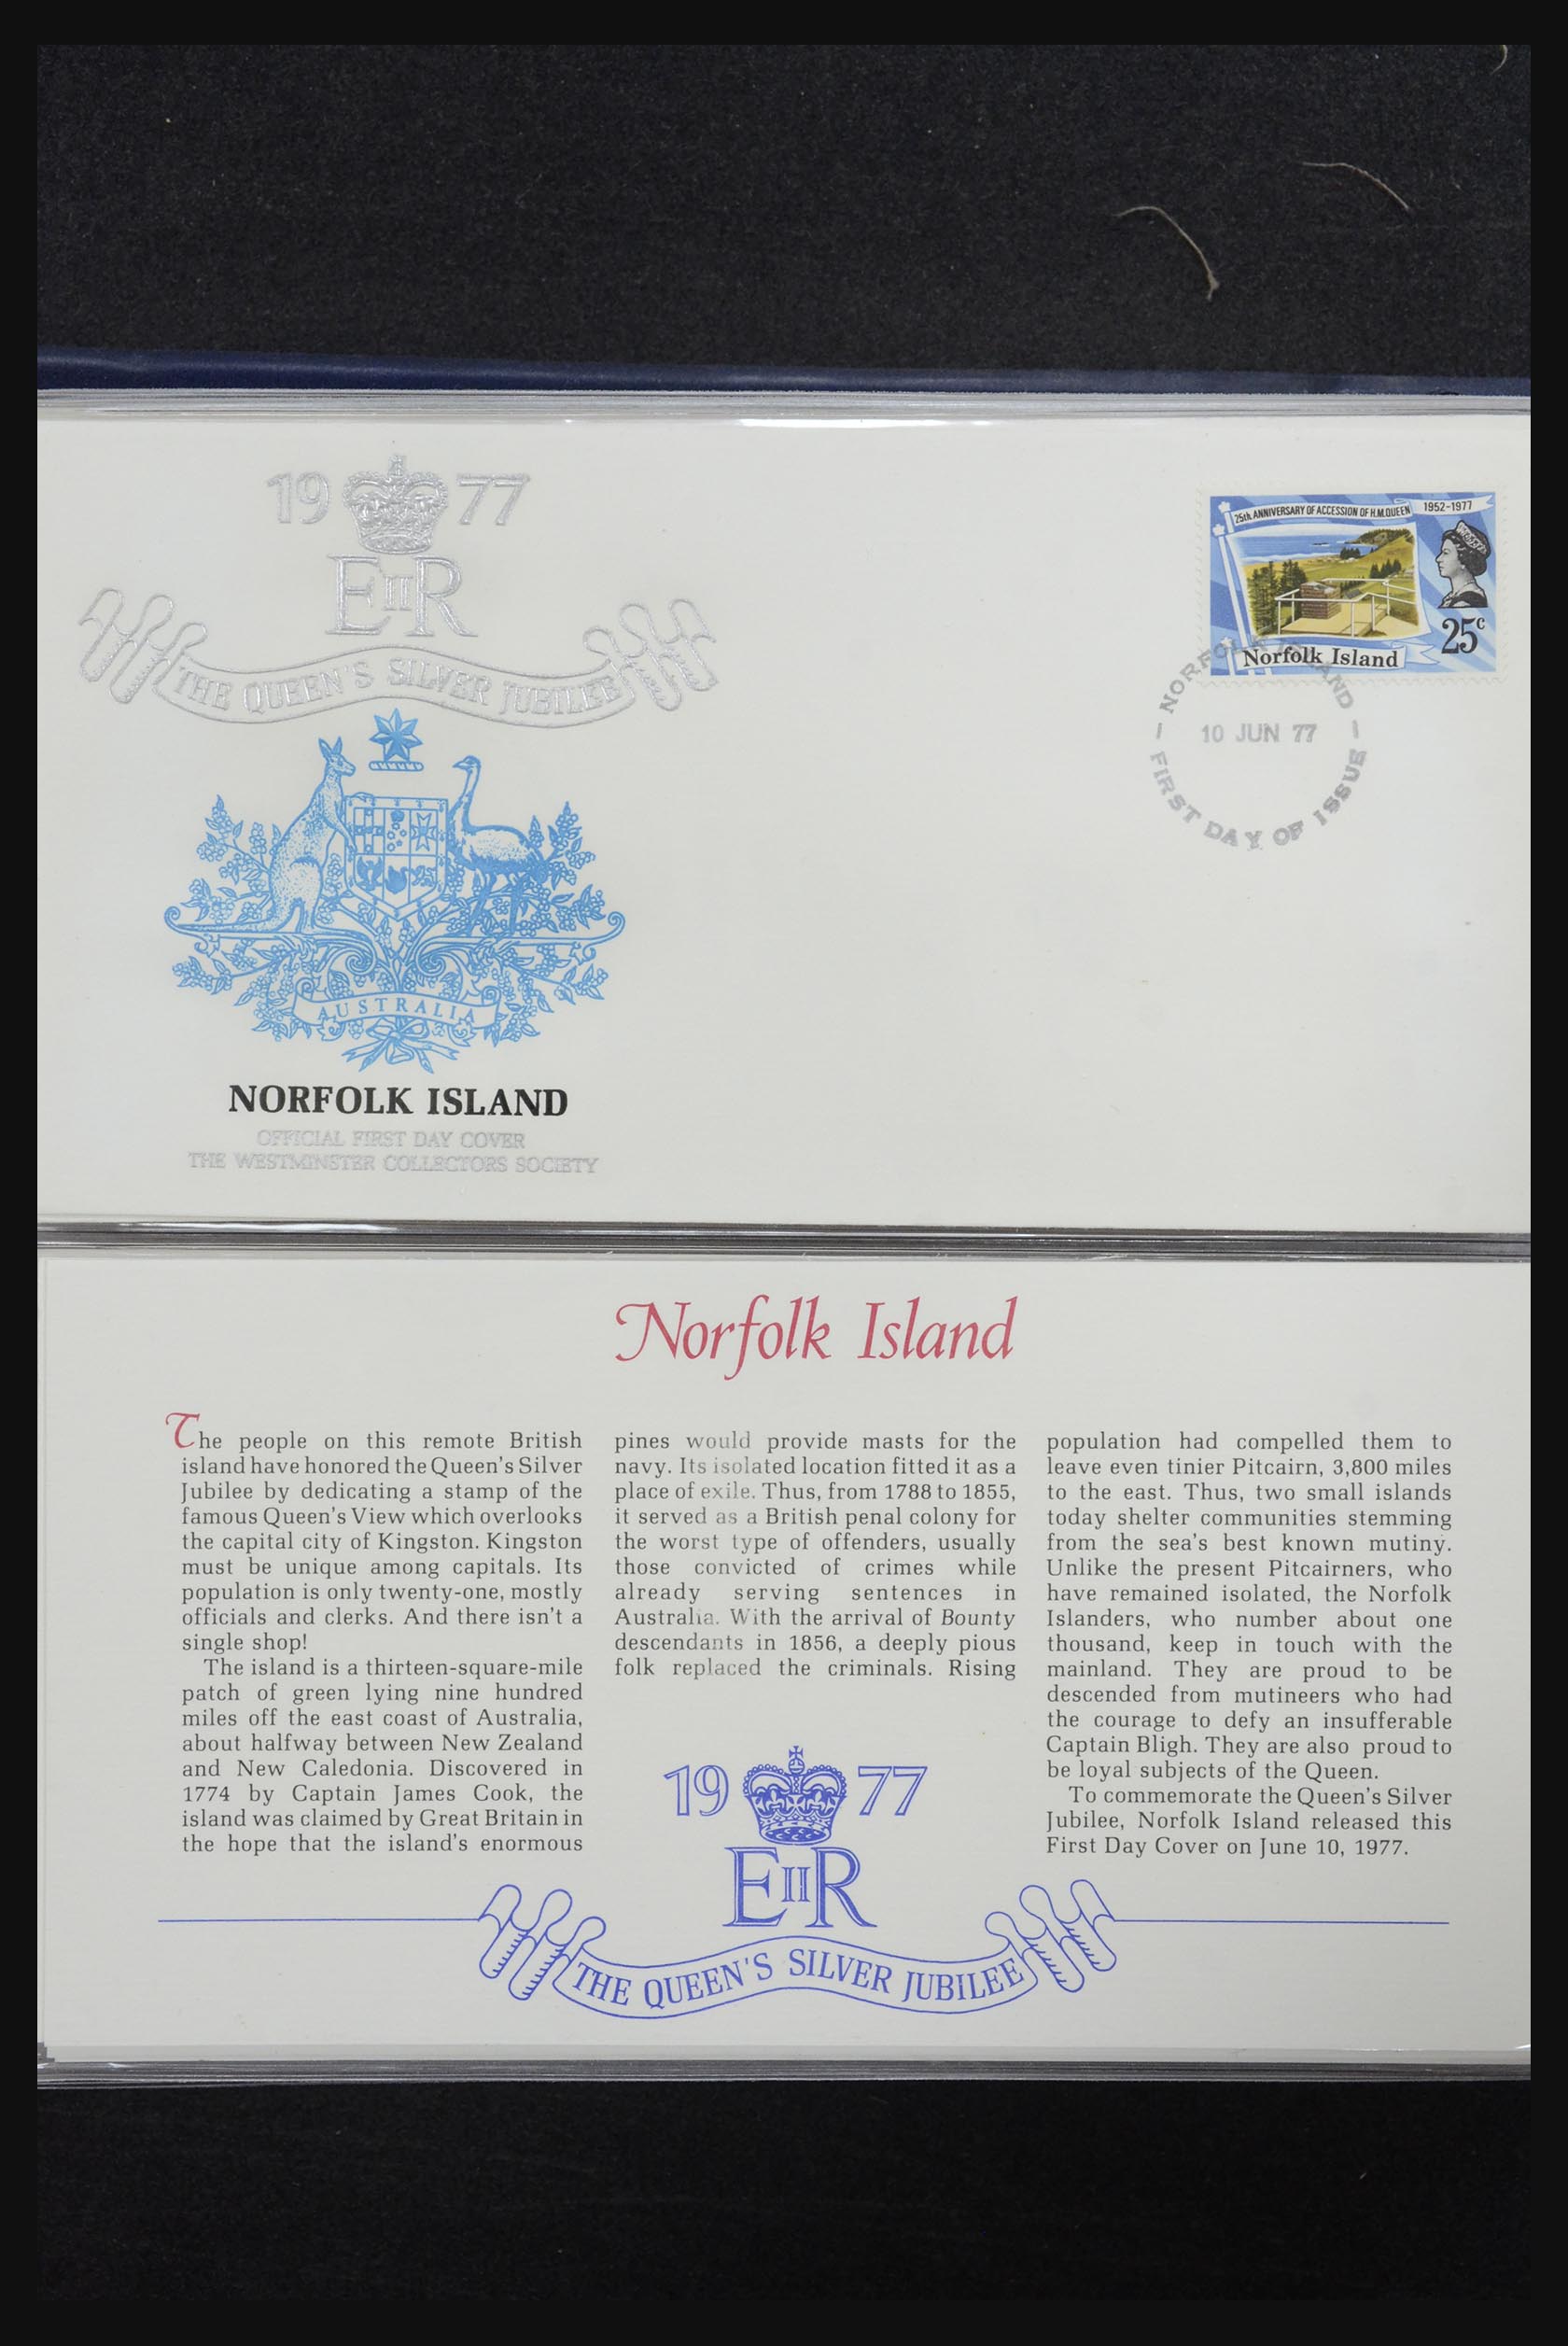 1977
EIIR
THE QUEEN'S SILVER JUBILEE
AUSTRALIA
NORFOLK ISLAND
OFFICIAL FIRST DAY COVER
THE WESTMINSTER COLLECTORS SOCIETY
25th ANNIVERSARY OF ACCESSION OF H.M.QUEEN 1952-1977
25c
Norfolk Island
NORFOLK ISLAND
10 JUN 77
FIRST DAY OF ISSUE
Norfolk Island
The people on this remote British
island have honored the Queen's Silver
Jubilee by dedicating a stamp of the
famous Queen's View which overlooks
the capital city of Kingston. Kingston
must be unique among capitals. Its
population is only twenty-one, mostly
officials and clerks. And there isn't a
single shop!
The island is a thirteen-square-mile
patch of green lying nine hundred
miles off the east coast of Australia,
about halfway between New Zealand
and New Caledonia. Discovered in
1774 by Captain James Cook, the
island was claimed by Great Britain in
the hope that the island's enormous
pines would provide masts for the
navy. Its isolated location fitted it as a
place of exile. Thus, from 1788 to 1855,
it served as a British penal colony for
the worst type of offenders, usually
those convicted of crimes while
already serving sentences in
Australia. With the arrival of Bounty
descendants in 1856, a deeply pious
folk replaced the criminals. Rising
population had compelled them to
leave even tinier Pitcairn, 3,800 miles
to the east. Thus, two small islands
today shelter communities stemming
from the sea's best known mutiny.
Unlike the present Pitcairners, who
have remained isolated, the Norfolk
Islanders, who number about one
thousand, keep in touch with the
mainland. They are proud to be
descended from mutineers who had
the courage to defy an insufferable
Captain Bligh. They are also proud to
be loyal subjects of the Queen.
To commemorate the Queen's Silver
Jubilee, Norfolk Island released this
First Day Cover on June 10, 1977.
1977
EIIR
THE QUEEN'S SILVER JUBILEE